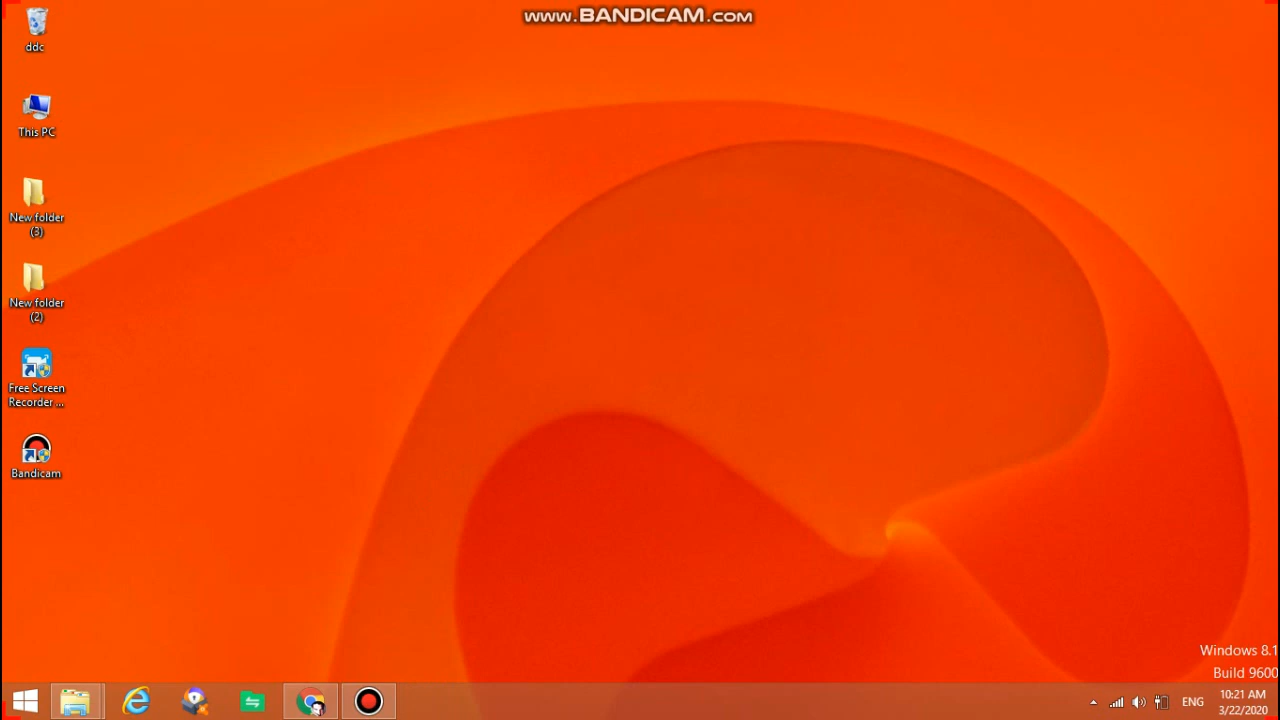 www.BANDICAM.com
ddc
This PC
New folder
(3)
New folder
(2)
Free Screen
Recorder ...
Bandicam
Windows 8.1
Build 9600
ENG
10:21 AM
3/22/2020